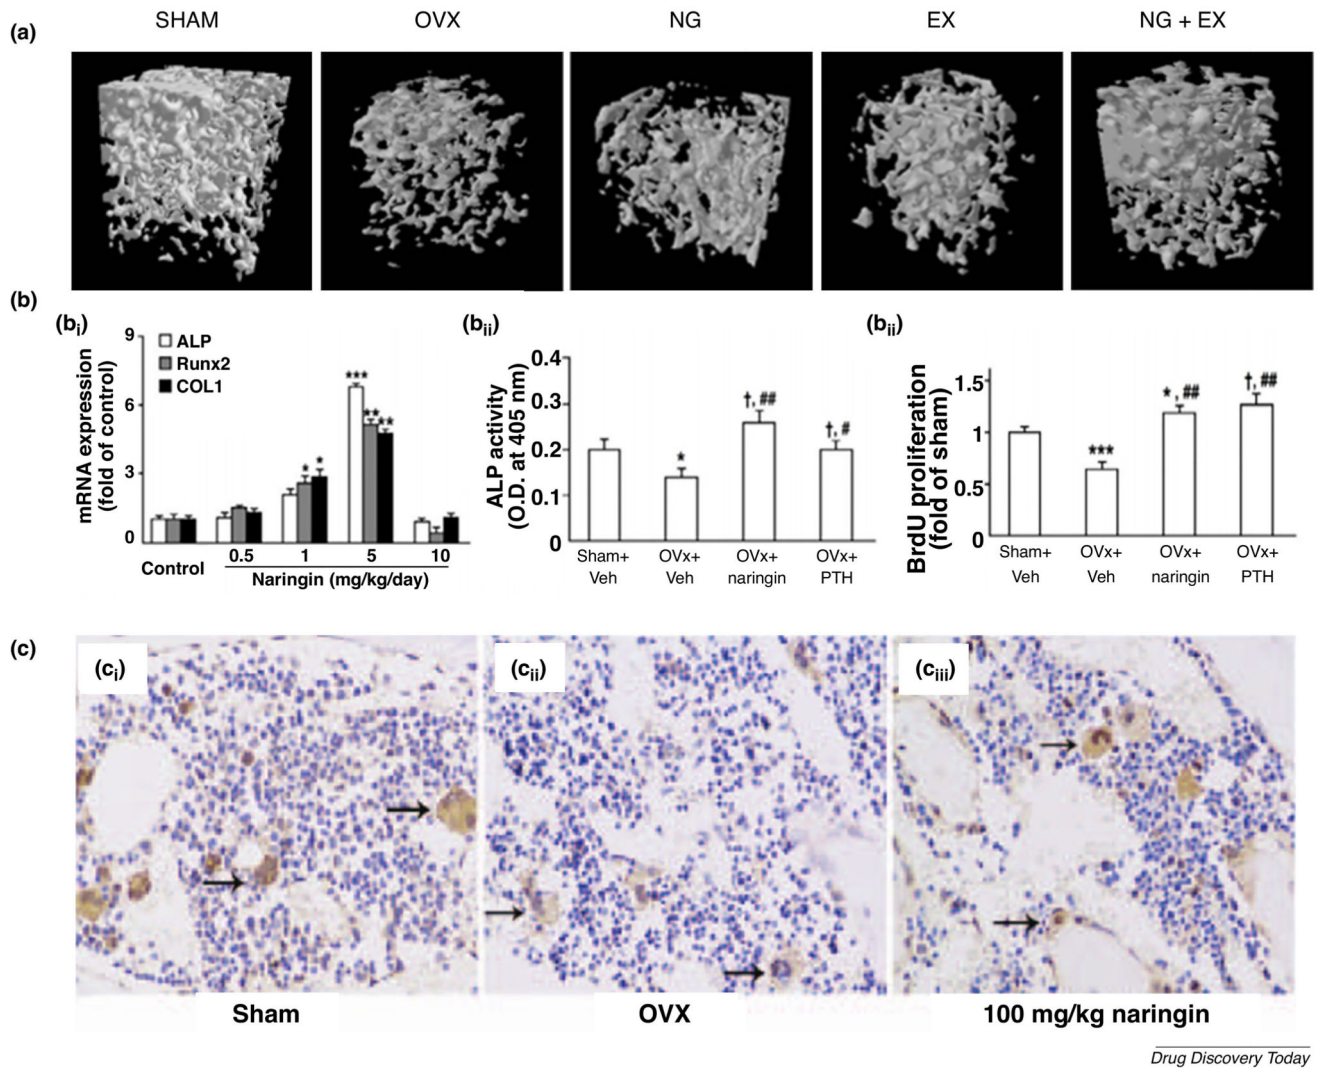 (a)
SHAM OVX NG EX NG + EX
(b)
(bi)
mRNA expression
(fold of control)
9
6
3
0
ALP
Runx2
COL1
***
**
**
*
*
Control
0.5 1 5 10
Naringin (mg/kg/day)
(bii)
ALP activity
(O.D. at 405 nm)
0.4
0.3
0.2
0.1
0
*
†, ##
†, #
Sham+ OVx+ OVx+ OVx+
Veh Veh naringin PTH
(bii)
BrdU proliferation
(fold of sham)
1.5
1
0.5
0
***
*, ##
†, ##
Sham+ OVx+ OVx+ OVx+
Veh Veh naringin PTH
(c)
(ci) (cii) (ciii)
Sham OVX 100 mg/kg naringin
Drug Discovery Today